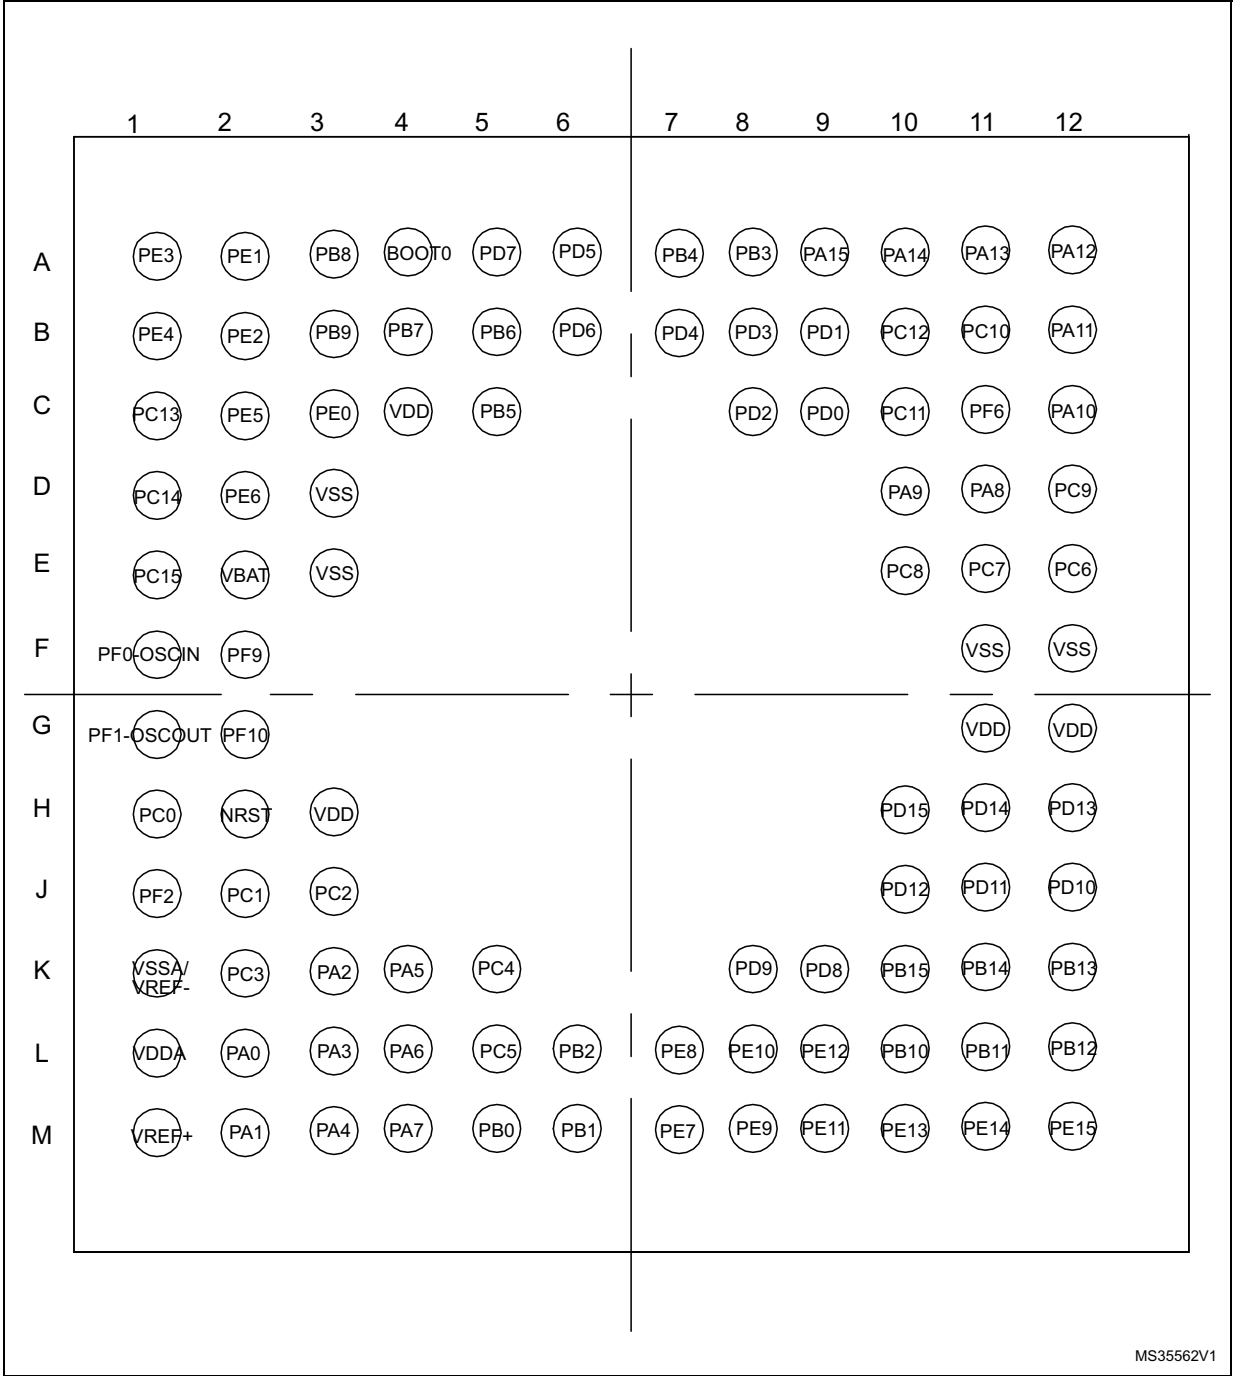 1 2 3 4 5 6 7 8 9 10 11 12
A PE3 PE1 PB8 BOOT0 PD7 PD5 PB4 PB3 PA15 PA14 PA13 PA12
B PE4 PE2 PB9 PB7 PB6 PD6 PD4 PD3 PD1 PC12 PC10 PA11
C PC13 PE5 PE0 VDD PB5 PD2 PD0 PC11 PF6 PA10
D PC14 PE6 VSS PA9 PA8 PC9
E PC15 VBAT VSS PC8 PC7 PC6
F PF0-OSCIN PF9 VSS VSS
G PF1-OSCOUT PF10 VDD VDD
H PC0 NRST VDD PD15 PD14 PD13
J PF2 PC1 PC2 PD12 PD11 PD10
K VSSA/ VREF- PC3 PA2 PA5 PC4 PD9 PD8 PB15 PB14 PB13
L VDDA PA0 PA3 PA6 PC5 PB2 PE8 PE10 PE12 PB10 PB11 PB12
M VREF+ PA1 PA4 PA7 PB0 PB1 PE7 PE9 PE11 PE13 PE14 PE15
MS35562V1